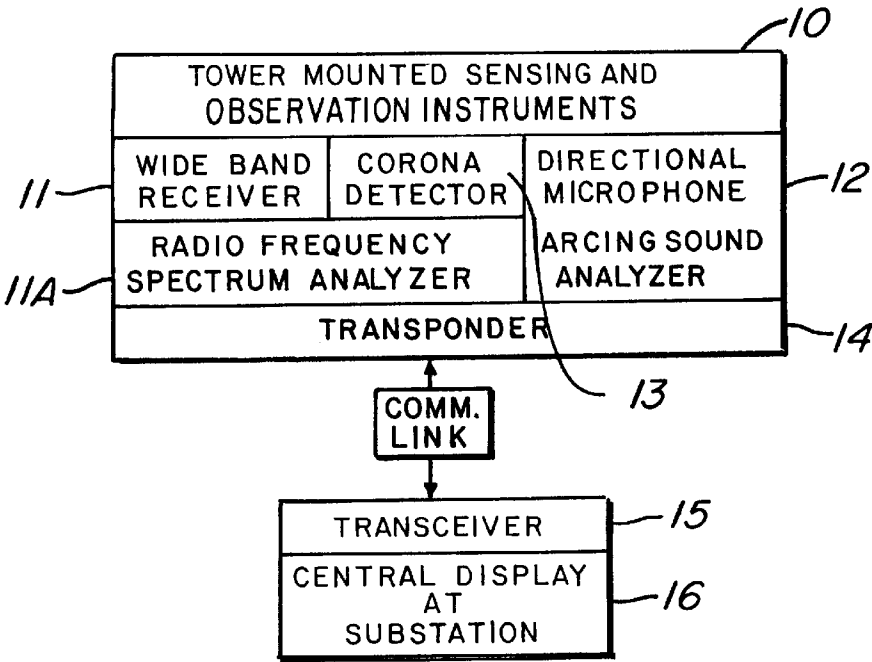 10
TOWER MOUNTED SENSING AND
OBSERVATION INSTRUMENTS
11
WIDE BAND
RECEIVER
CORONA
DETECTOR
DIRECTIONAL
MICROPHONE
12
11A
RADIO FREQUENCY
SPECTRUM ANALYZER
ARCING SOUND
ANALYZER
TRANSPONDER
14
13
COMM.
LINK
TRANSCEIVER
15
CENTRAL DISPLAY
AT
SUBSTATION
16